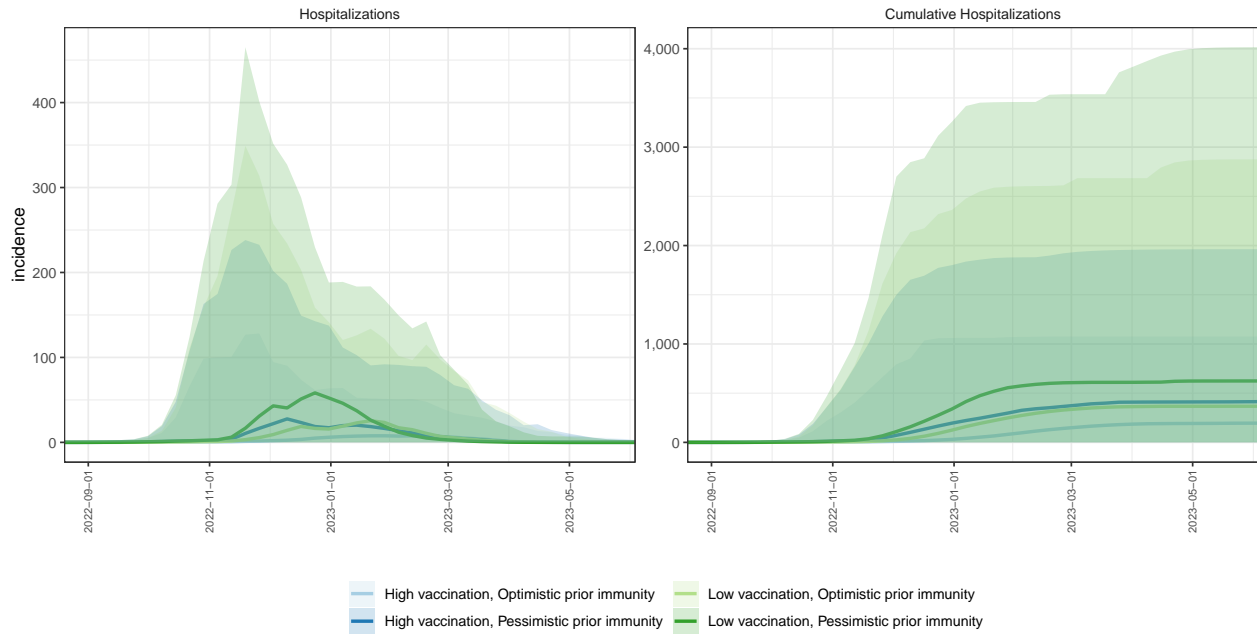 Hospitalizations
Cumulative Hospitalizations
incidence
400
300
200
100
0
4,000
3,000
2,000
1,000
0
2022−09−01
2022−11−01
2023−01−01
2023−03−01
2023−05−01
2022−09−01
2022−11−01
2023−01−01
2023−03−01
2023−05−01
High vaccination, Optimistic prior immunity
Low vaccination, Optimistic prior immunity
High vaccination, Pessimistic prior immunity
Low vaccination, Pessimistic prior immunity